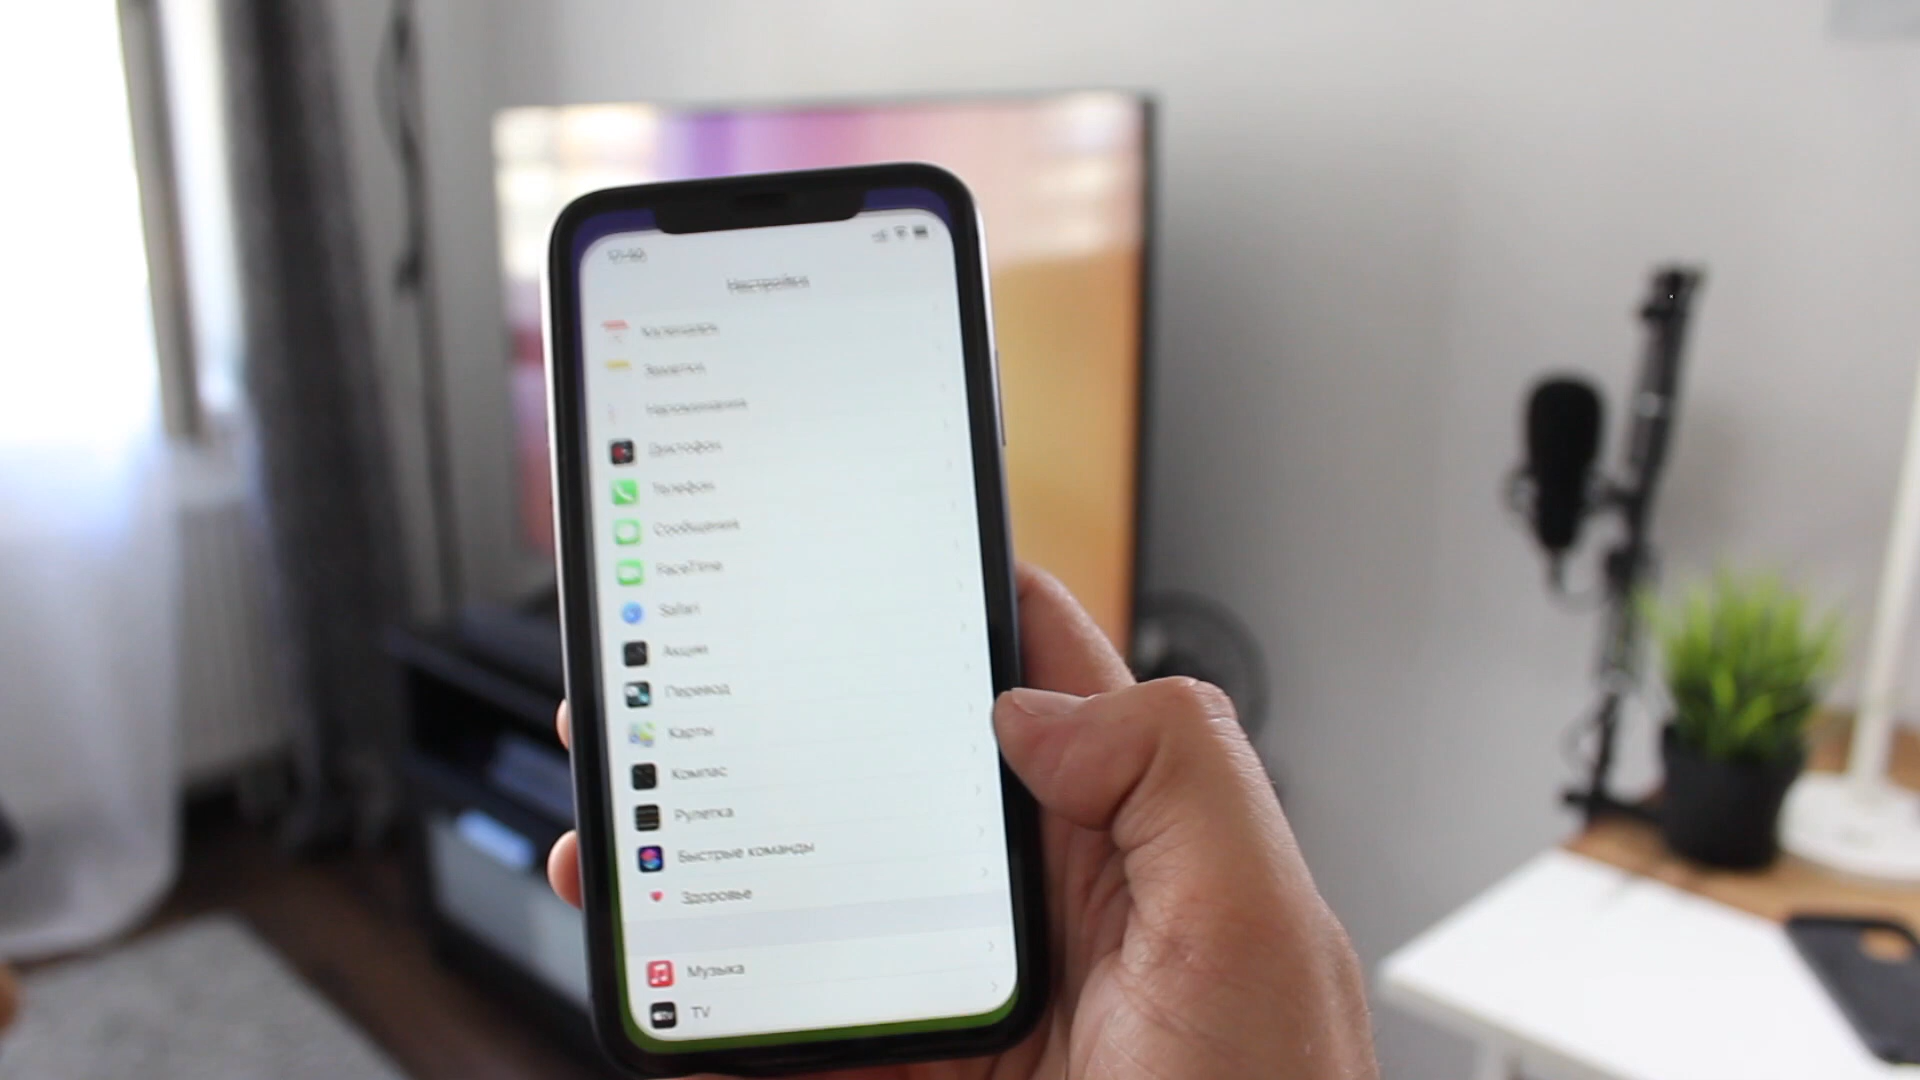 Настройки
Календарь
Заметки
Напоминания
Диктофон
Телефон
Сообщения
FaceTime
Safari
Акции
Перевод
Карты
Компас
Рулетка
Быстрые команды
Здоровье
Музыка
TV